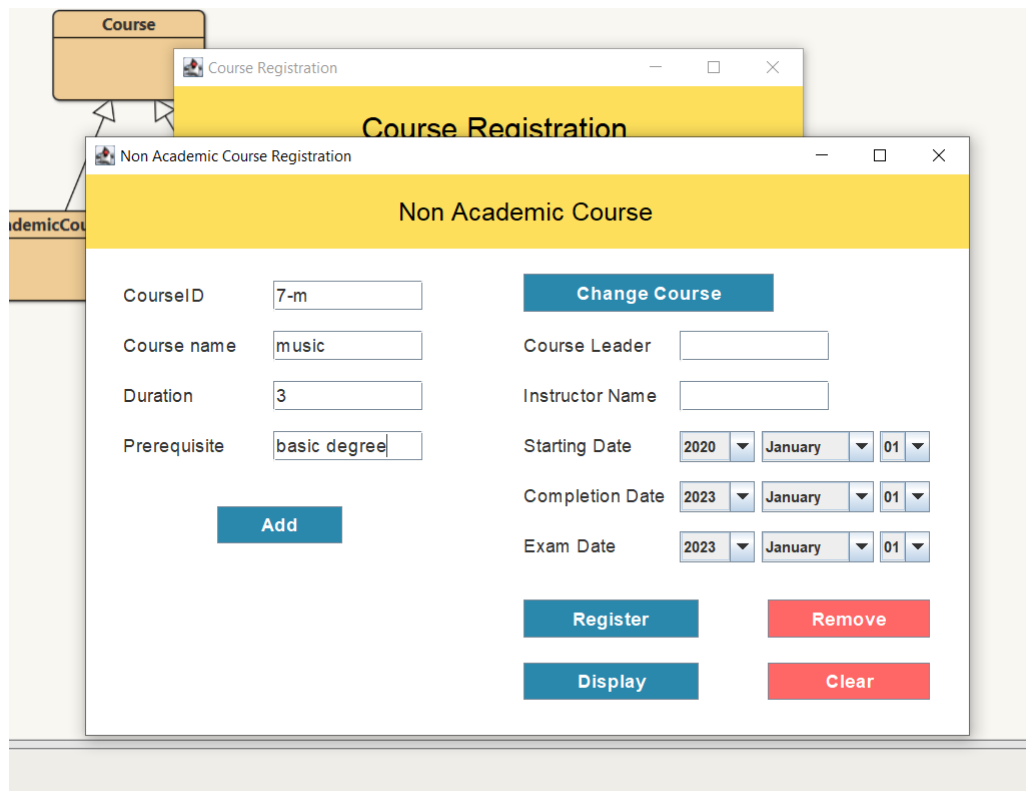 Course
Course Registration
Course Registration
Non Academic Course Registration
Non Academic Course
CourseID 7-m
Change Course
Course name music
Course Leader
Duration 3
Instructor Name
Prerequisite basic degree
Starting Date 2020 January 01
Completion Date 2023 January 01
Add
Exam Date 2023 January 01
Register Remove
Display Clear